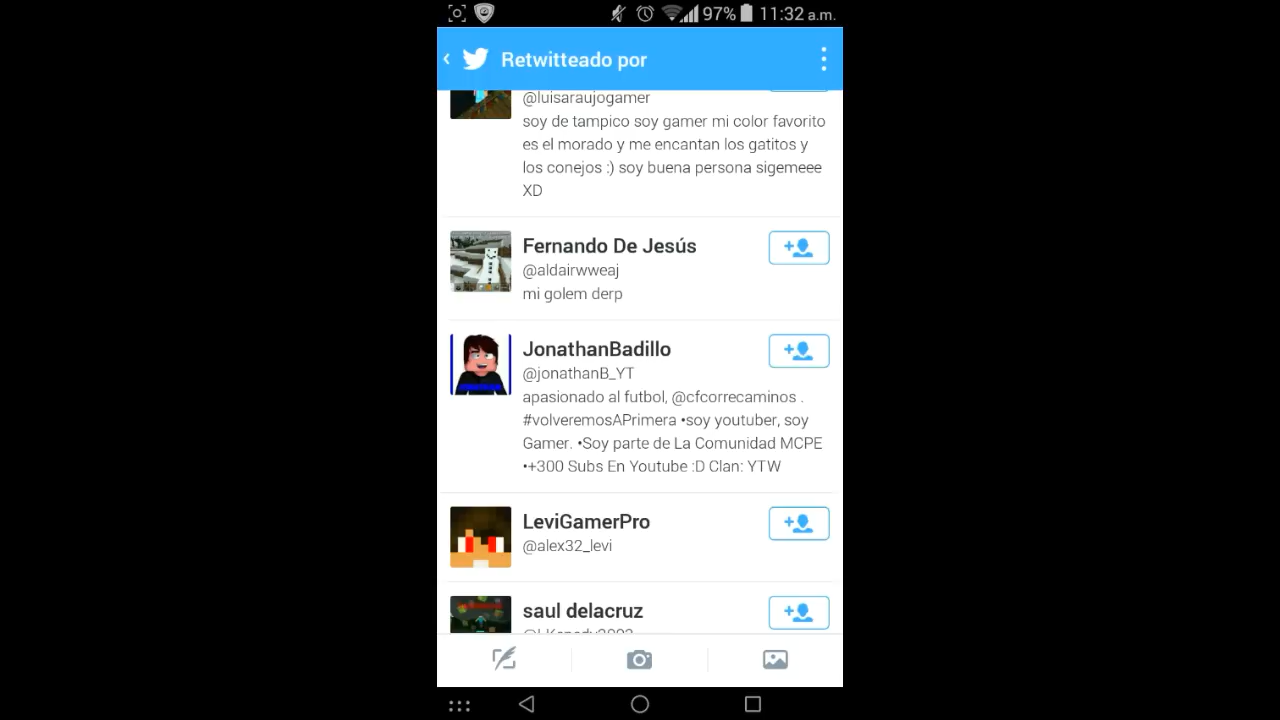 97% 11:32 a.m.
Retwitteado por
@luisaraujogamer
soy de tampico soy gamer mi color favorito
es el morado y me encantan los gatitos y
los conejos :) soy buena persona sigemeee
XD
Fernando De Jesús
@aldairwweaj
mi golem derp
JonathanBadillo
@jonathanB_YT
apasionado al futbol, @cfcorrecaminos .
#volveremosAPrimera •soy youtuber, soy
Gamer. •Soy parte de La Comunidad MCPE
•+300 Subs En Youtube :D Clan: YTW
LeviGamerPro
@alex32_levi
saul delacruz